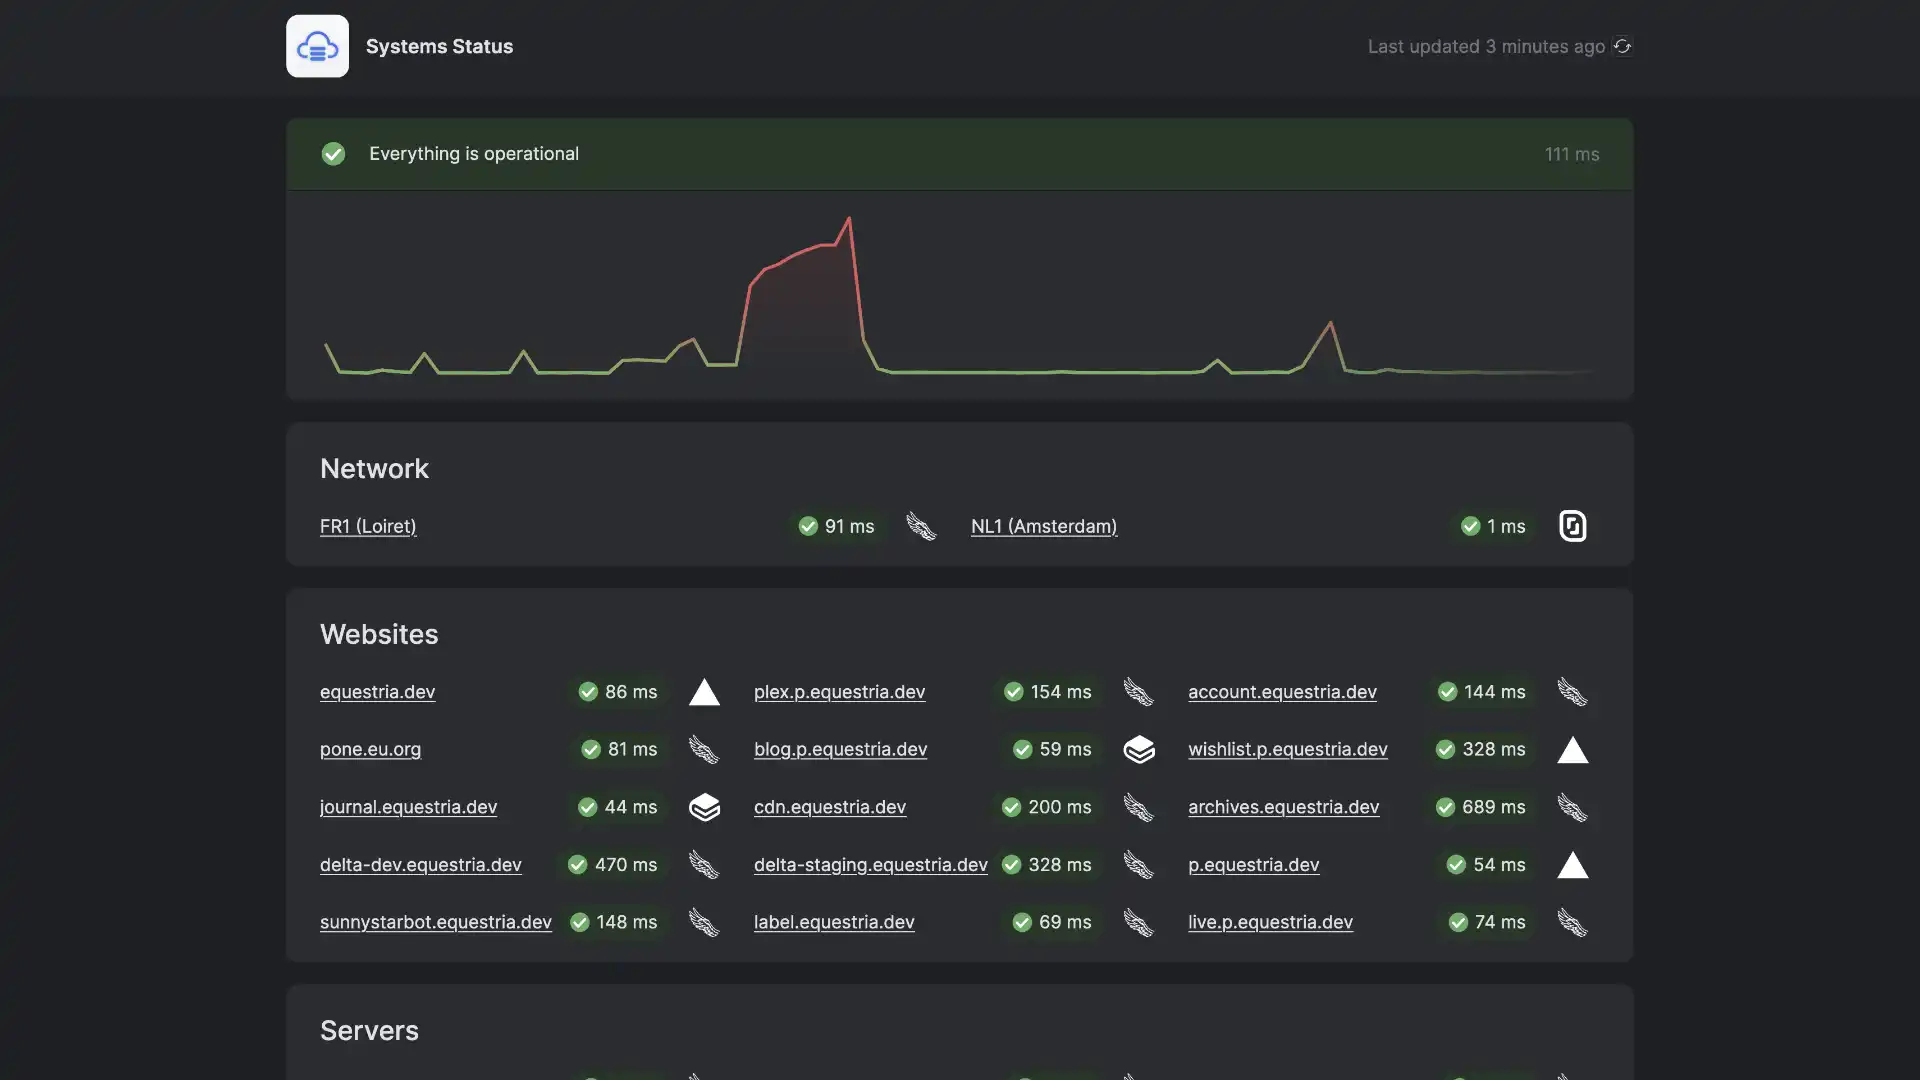 Systems Status
Last updated 3 minutes ago
Everything is operational
111 ms
Network
FR1 (Loiret) 91 ms NL1 (Amsterdam) 1 ms
Websites
equestria.dev 86 ms plex.p.equestria.dev 154 ms account.equestria.dev 144 ms
pone.eu.org 81 ms blog.p.equestria.dev 59 ms wishlist.p.equestria.dev 328 ms
journal.equestria.dev 44 ms cdn.equestria.dev 200 ms archives.equestria.dev 689 ms
delta-dev.equestria.dev 470 ms delta-staging.equestria.dev 328 ms p.equestria.dev 54 ms
sunnystarbot.equestria.dev 148 ms label.equestria.dev 69 ms live.p.equestria.dev 74 ms
Servers